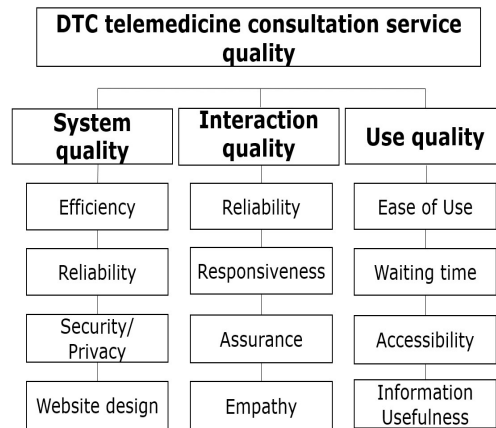 DTC telemedicine consultation service
quality
System
quality
Interaction
quality
Use quality
Efficiency
Reliability
Ease of Use
Reliability
Responsiveness
Waiting time
Security/
Privacy
Assurance
Accessibility
Website design
Empathy
Information
Usefulness